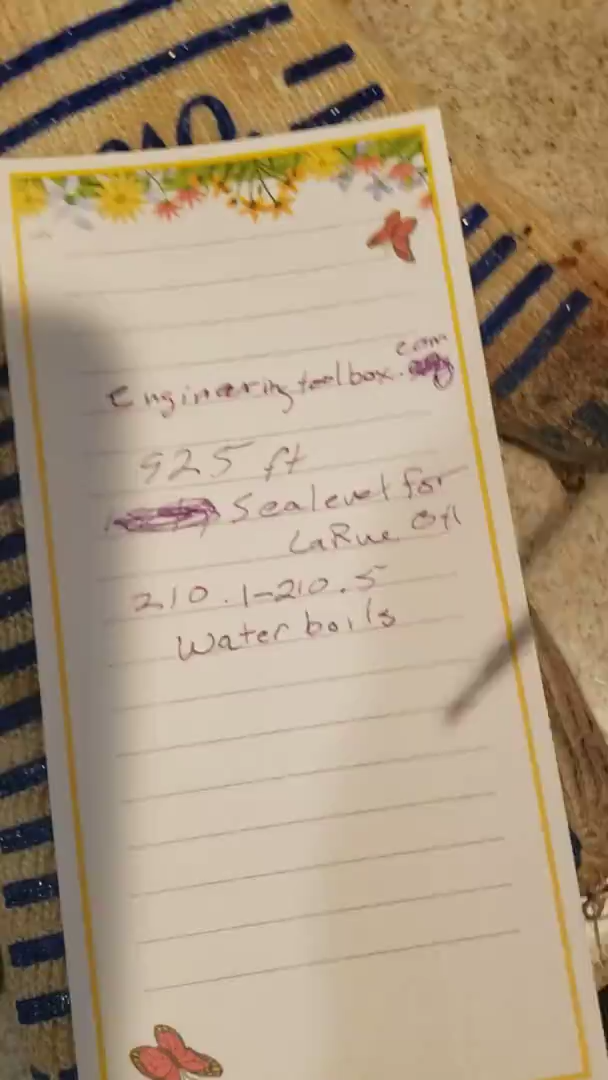 engineeringtoolbox.com
925 ft
Sealevel for
LaRue OH
210.1-210.5
Water boils